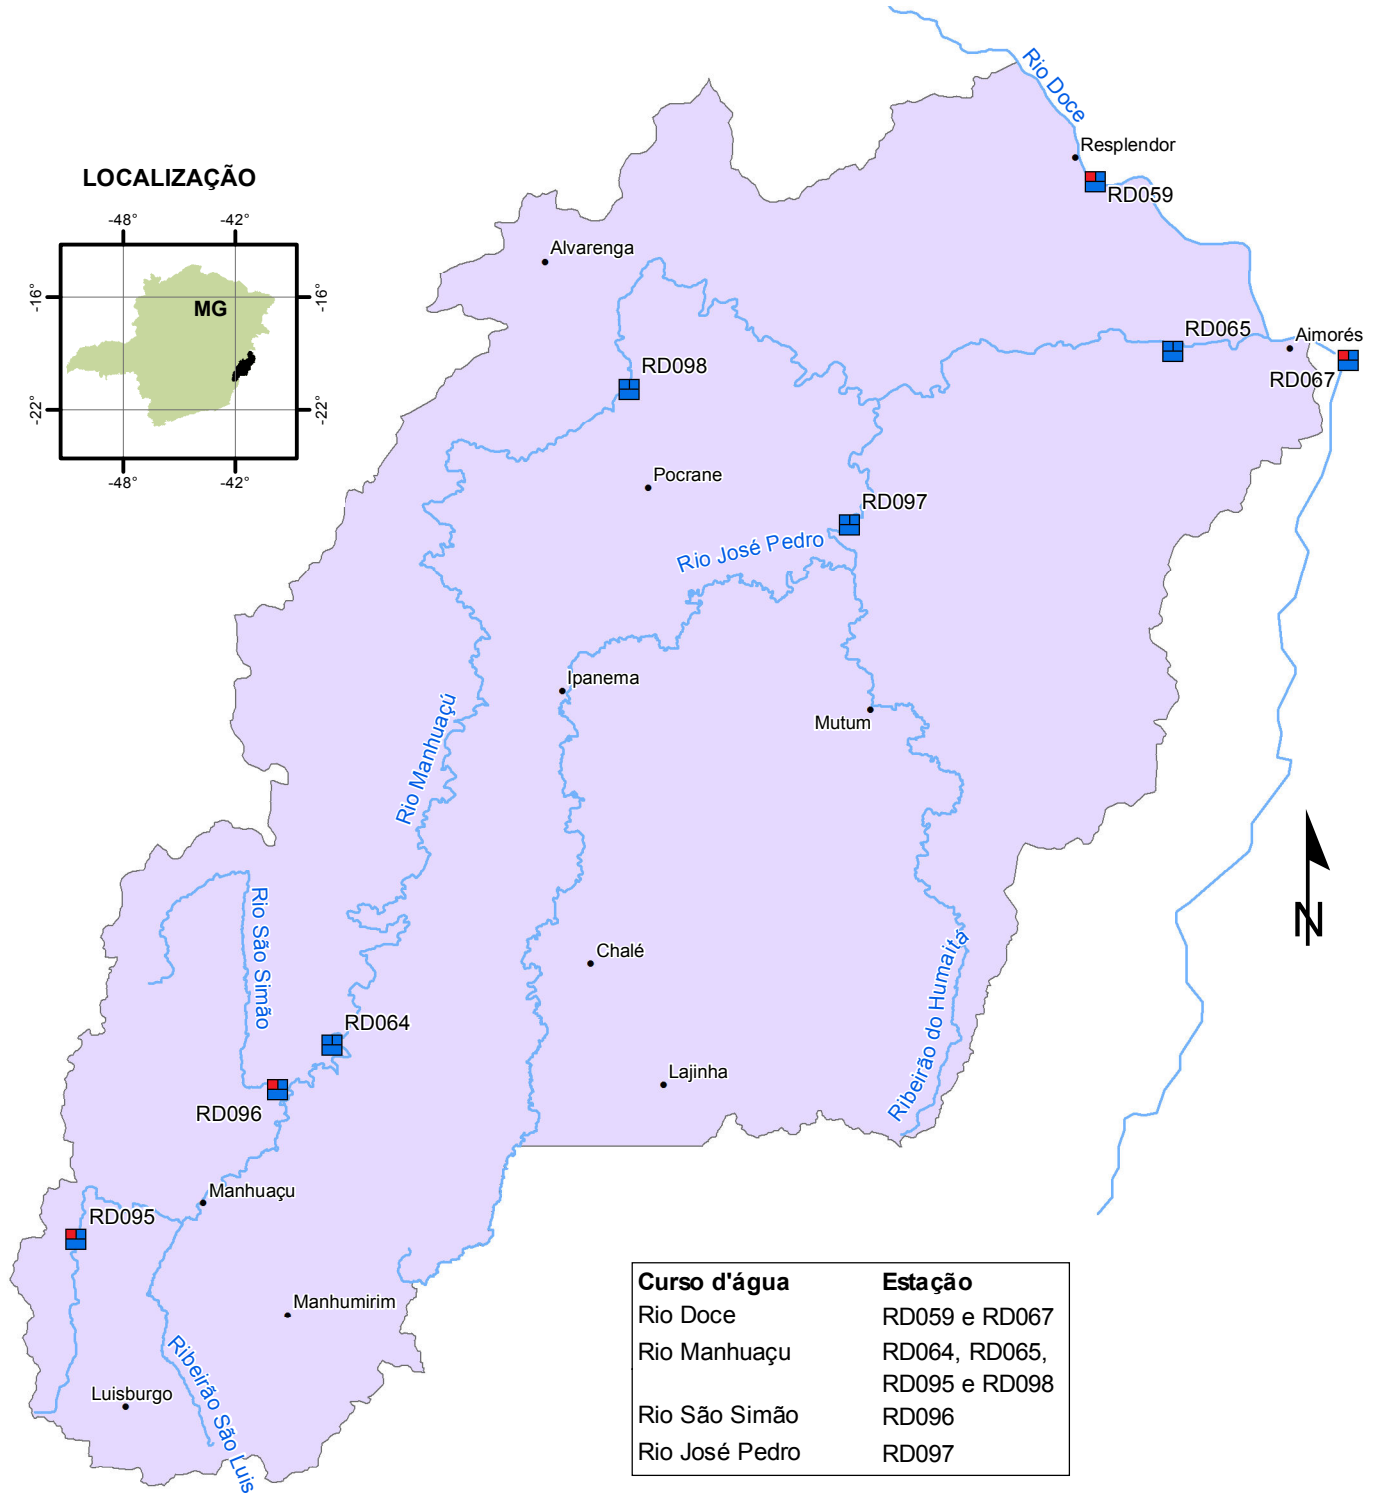 Rio Doce
Resplendor
RD059
LOCALIZAÇÃO
-48°
-42°
-16°
-16°
MG
-22°
-22°
-48°
-42°
Alvarenga
RD098
RD065
Aimorés
RD067
Pocrane
RD097
Rio José Pedro
Ipanema
Mutum
Rio Manhuaçú
Rio São Simão
Chalé
Ribeirão do Humaitá
N
RD064
Lajinha
RD096
Manhuaçu
RD095
Manhumirim
Ribeirão São Luis
Luisburgo
Curso d'água Estação
Rio Doce RD059 e RD067
Rio Manhuaçu RD064, RD065,
RD095 e RD098
Rio São Simão RD096
Rio José Pedro RD097